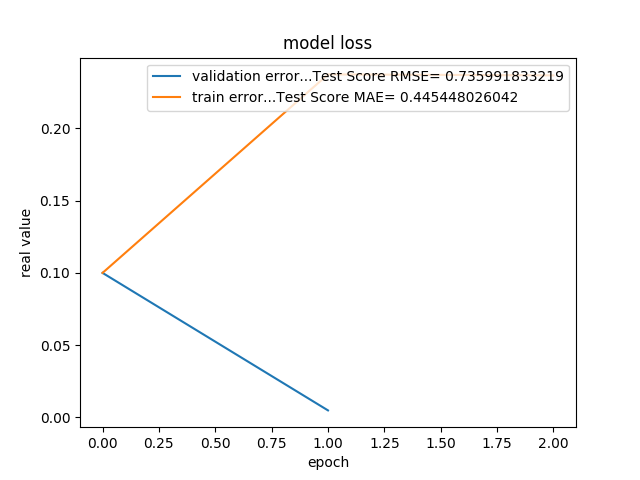 model loss
validation error...Test Score RMSE= 0.735991833219
train error...Test Score MAE= 0.445448026042
real value
0.20
0.15
0.10
0.05
0.00
0.00 0.25 0.50 0.75 1.00 1.25 1.50 1.75 2.00
epoch